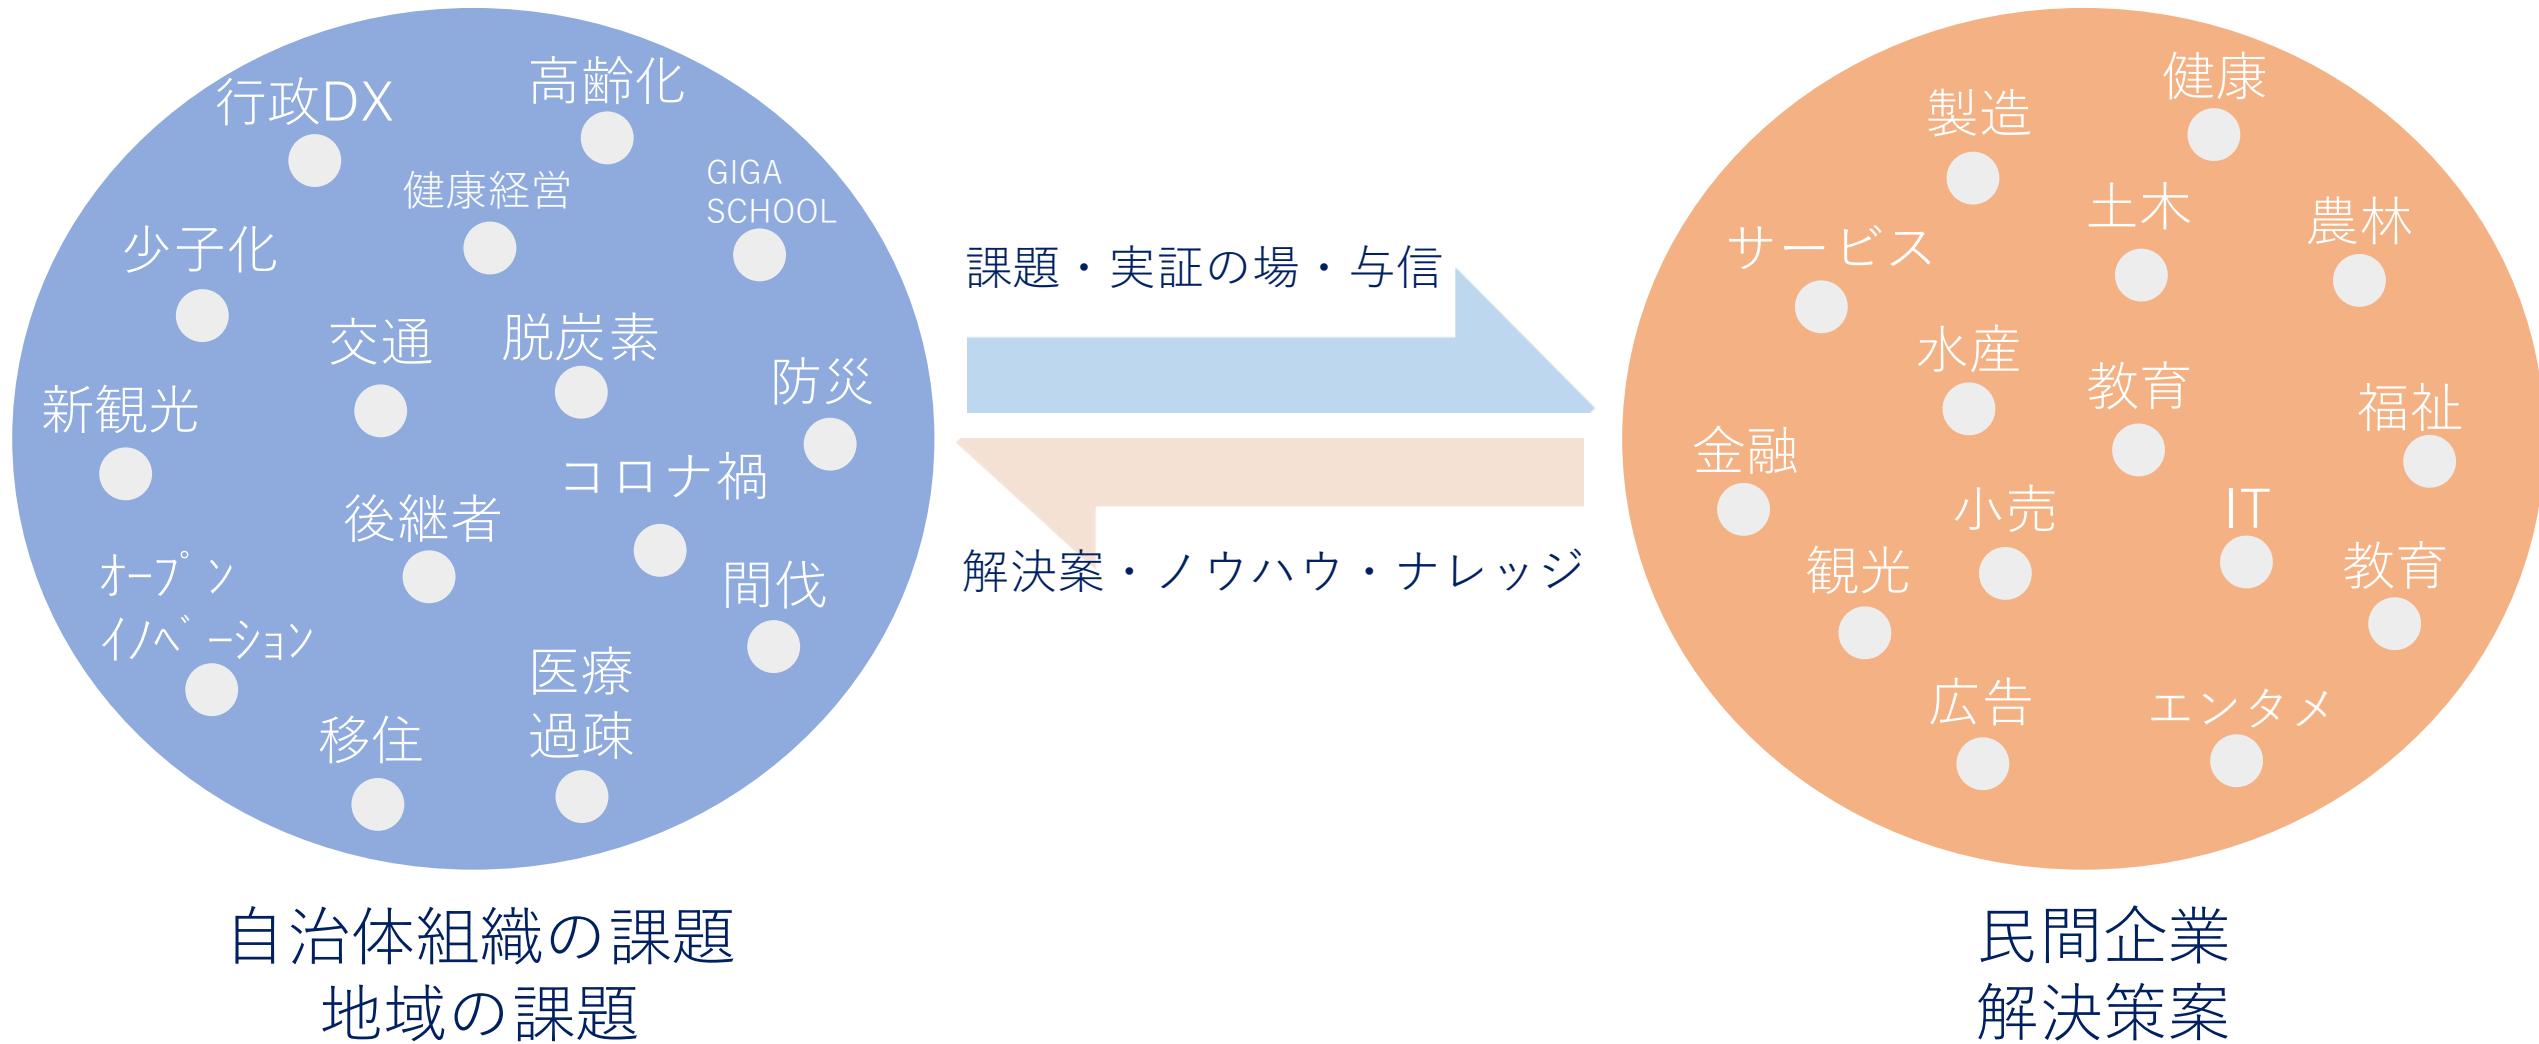 行政DX
高齢化
健康経営
GIGA
SCHOOL
少子化
交通
脱炭素
防災
新観光
コロナ禍
後継者
ｵｰﾌﾟﾝ
ｲﾉﾍﾞｰｼｮﾝ
間伐
医療
過疎
移住
自治体組織の課題
地域の課題
課題・実証の場・与信
解決案・ノウハウ・ナレッジ
健康
製造
土木
農林
サービス
水産
教育
福祉
金融
小売
IT
観光
教育
広告
エンタメ
民間企業
解決策案